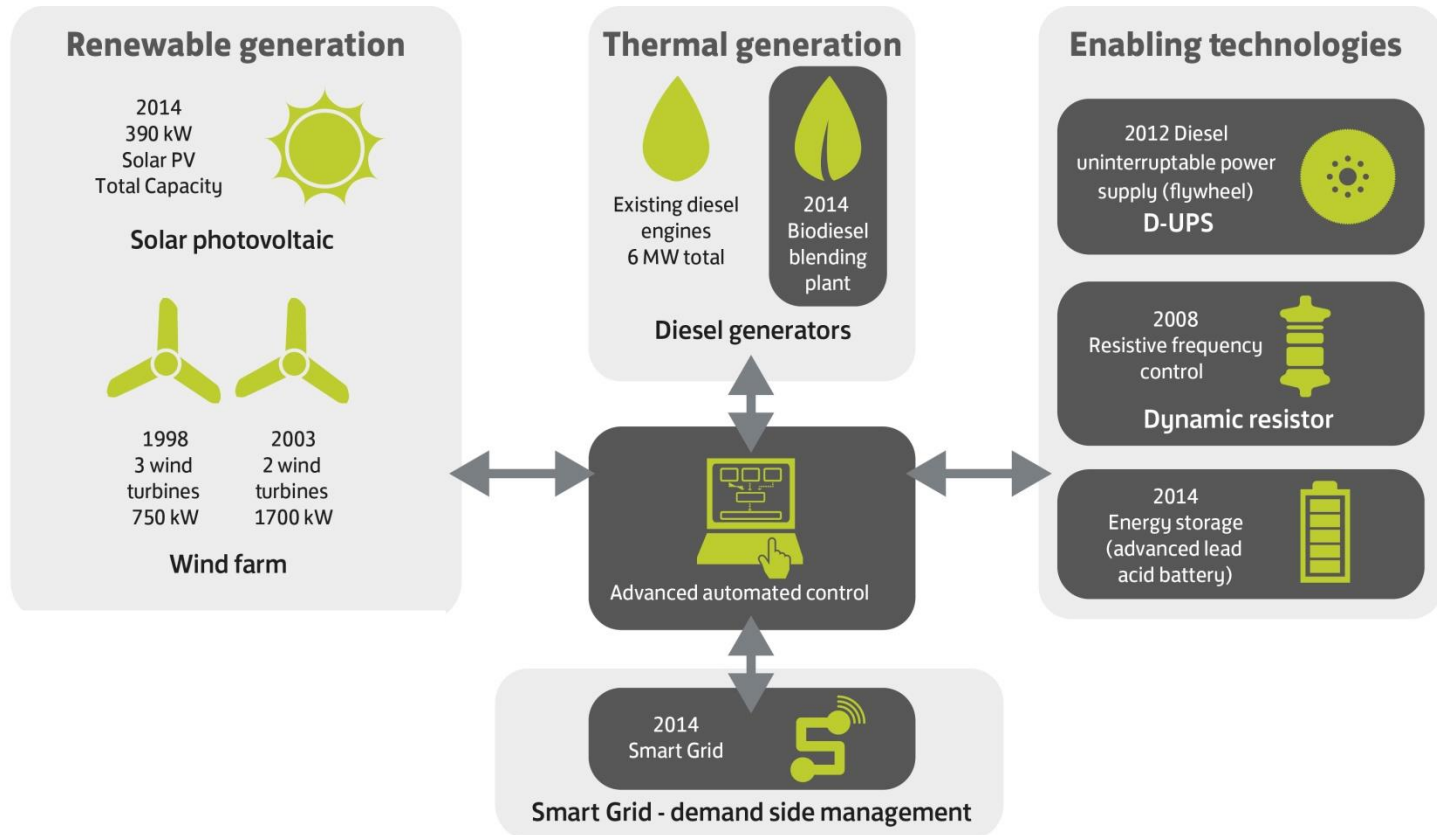 Renewable generation
2014
390 kW
Solar PV
Total Capacity
Solar photovoltaic
1998
3 wind
turbines
750 kW
2003
2 wind
turbines
1700 kW
Wind farm
Thermal generation
Existing diesel
engines
6 MW total
2014
Biodiesel
blending
plant
Diesel generators
Advanced automated control
2014
Smart Grid
Smart Grid - demand side management
Enabling technologies
2012 Diesel
uninterruptable power
supply (flywheel)
D-UPS
2008
Resistive frequency
control
Dynamic resistor
2014
Energy storage
(advanced lead
acid battery)